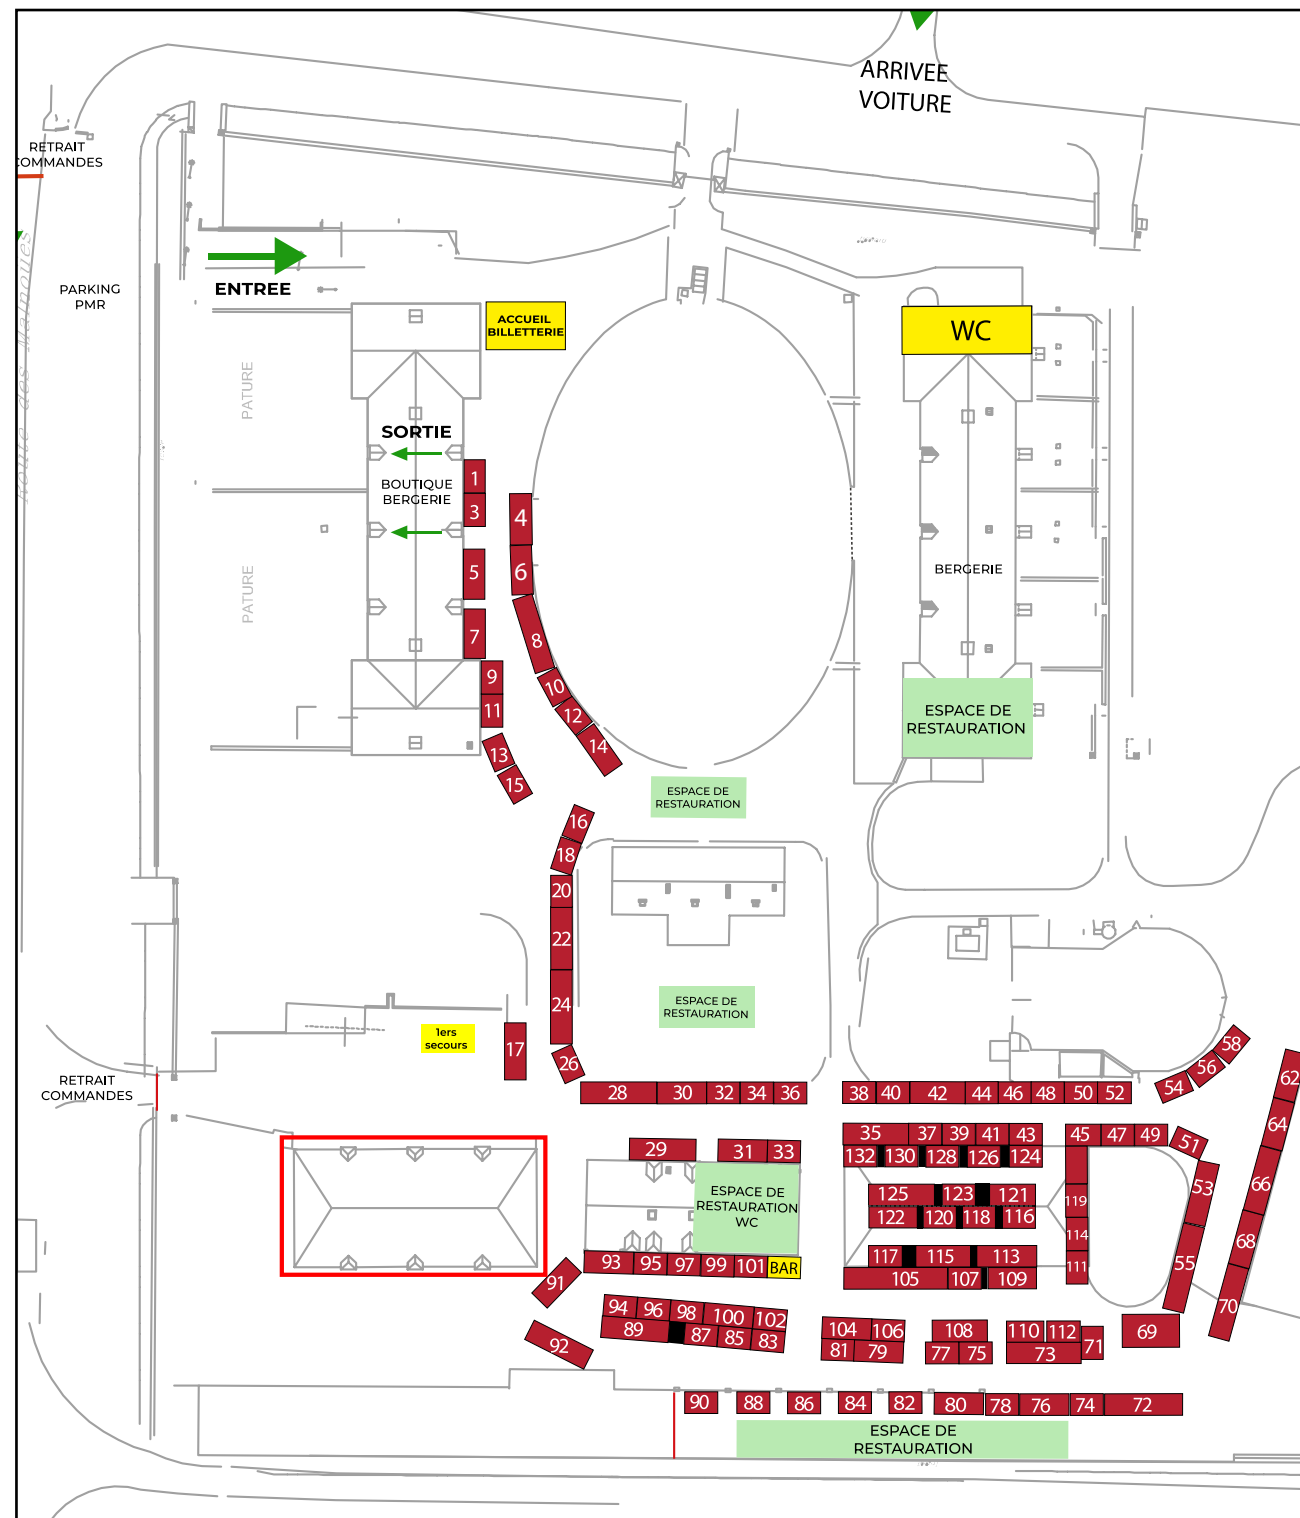 ARRIVEE
VOITURE
RETRAIT
COMMANDES
Route des Malnoues
ENTREE
PARKING
PMR
ACCUEIL
BILLETTERIE
WC
PATURE
SORTIE
BOUTIQUE
BERGERIE
1
3
4
5
6
BERGERIE
PATURE
7
8
9
10
11
12
13
14
15
ESPACE DE
RESTAURATION
ESPACE DE
RESTAURATION
16
18
20
22
24
26
ESPACE DE
RESTAURATION
1ers
secours
17
RETRAIT
COMMANDES
28 30 32 34 36 38 40 42 44 46 48 50 52 54 56 58
62
64
66
68
70
29 31 33 35 37 39 41 43 45 47 49 51
53
55
132 130 128 126 124
ESPACE DE
RESTAURATION
WC
125 123 121 119
122 120 118 116 114
117 115 113 111
93 95 97 99 101 BAR
105 107 109
91
92
94 96 98 100 102
89 87 85 83
104 106 108 110 112
81 79 77 75 73 71 69
90 88 86 84 82 80 78 76 74 72
ESPACE DE
RESTAURATION